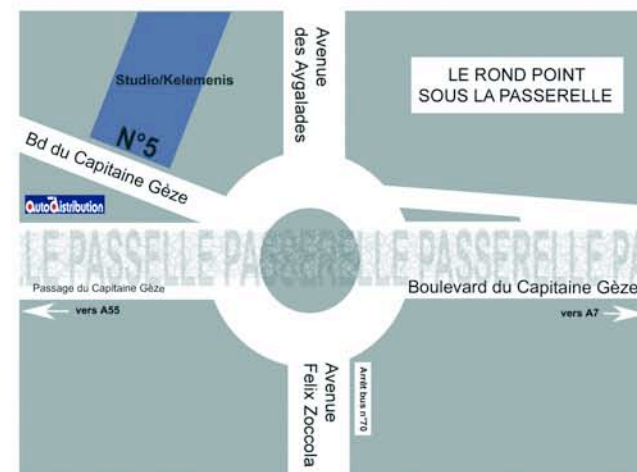 Avenue
des Aygalades
Studio/Kelemenis
LE ROND POINT
SOUS LA PASSERELLE
N°5
Bd du Capitaine Gèze
autodistribution
LE PASSELLE PASSERELLE PASSERELLE P
Passage du Capitaine Gèze
Boulevard du Capitaine Gèze
vers A55
vers A7
Avenue
Felix Zoccola
Arrêt bus n°70